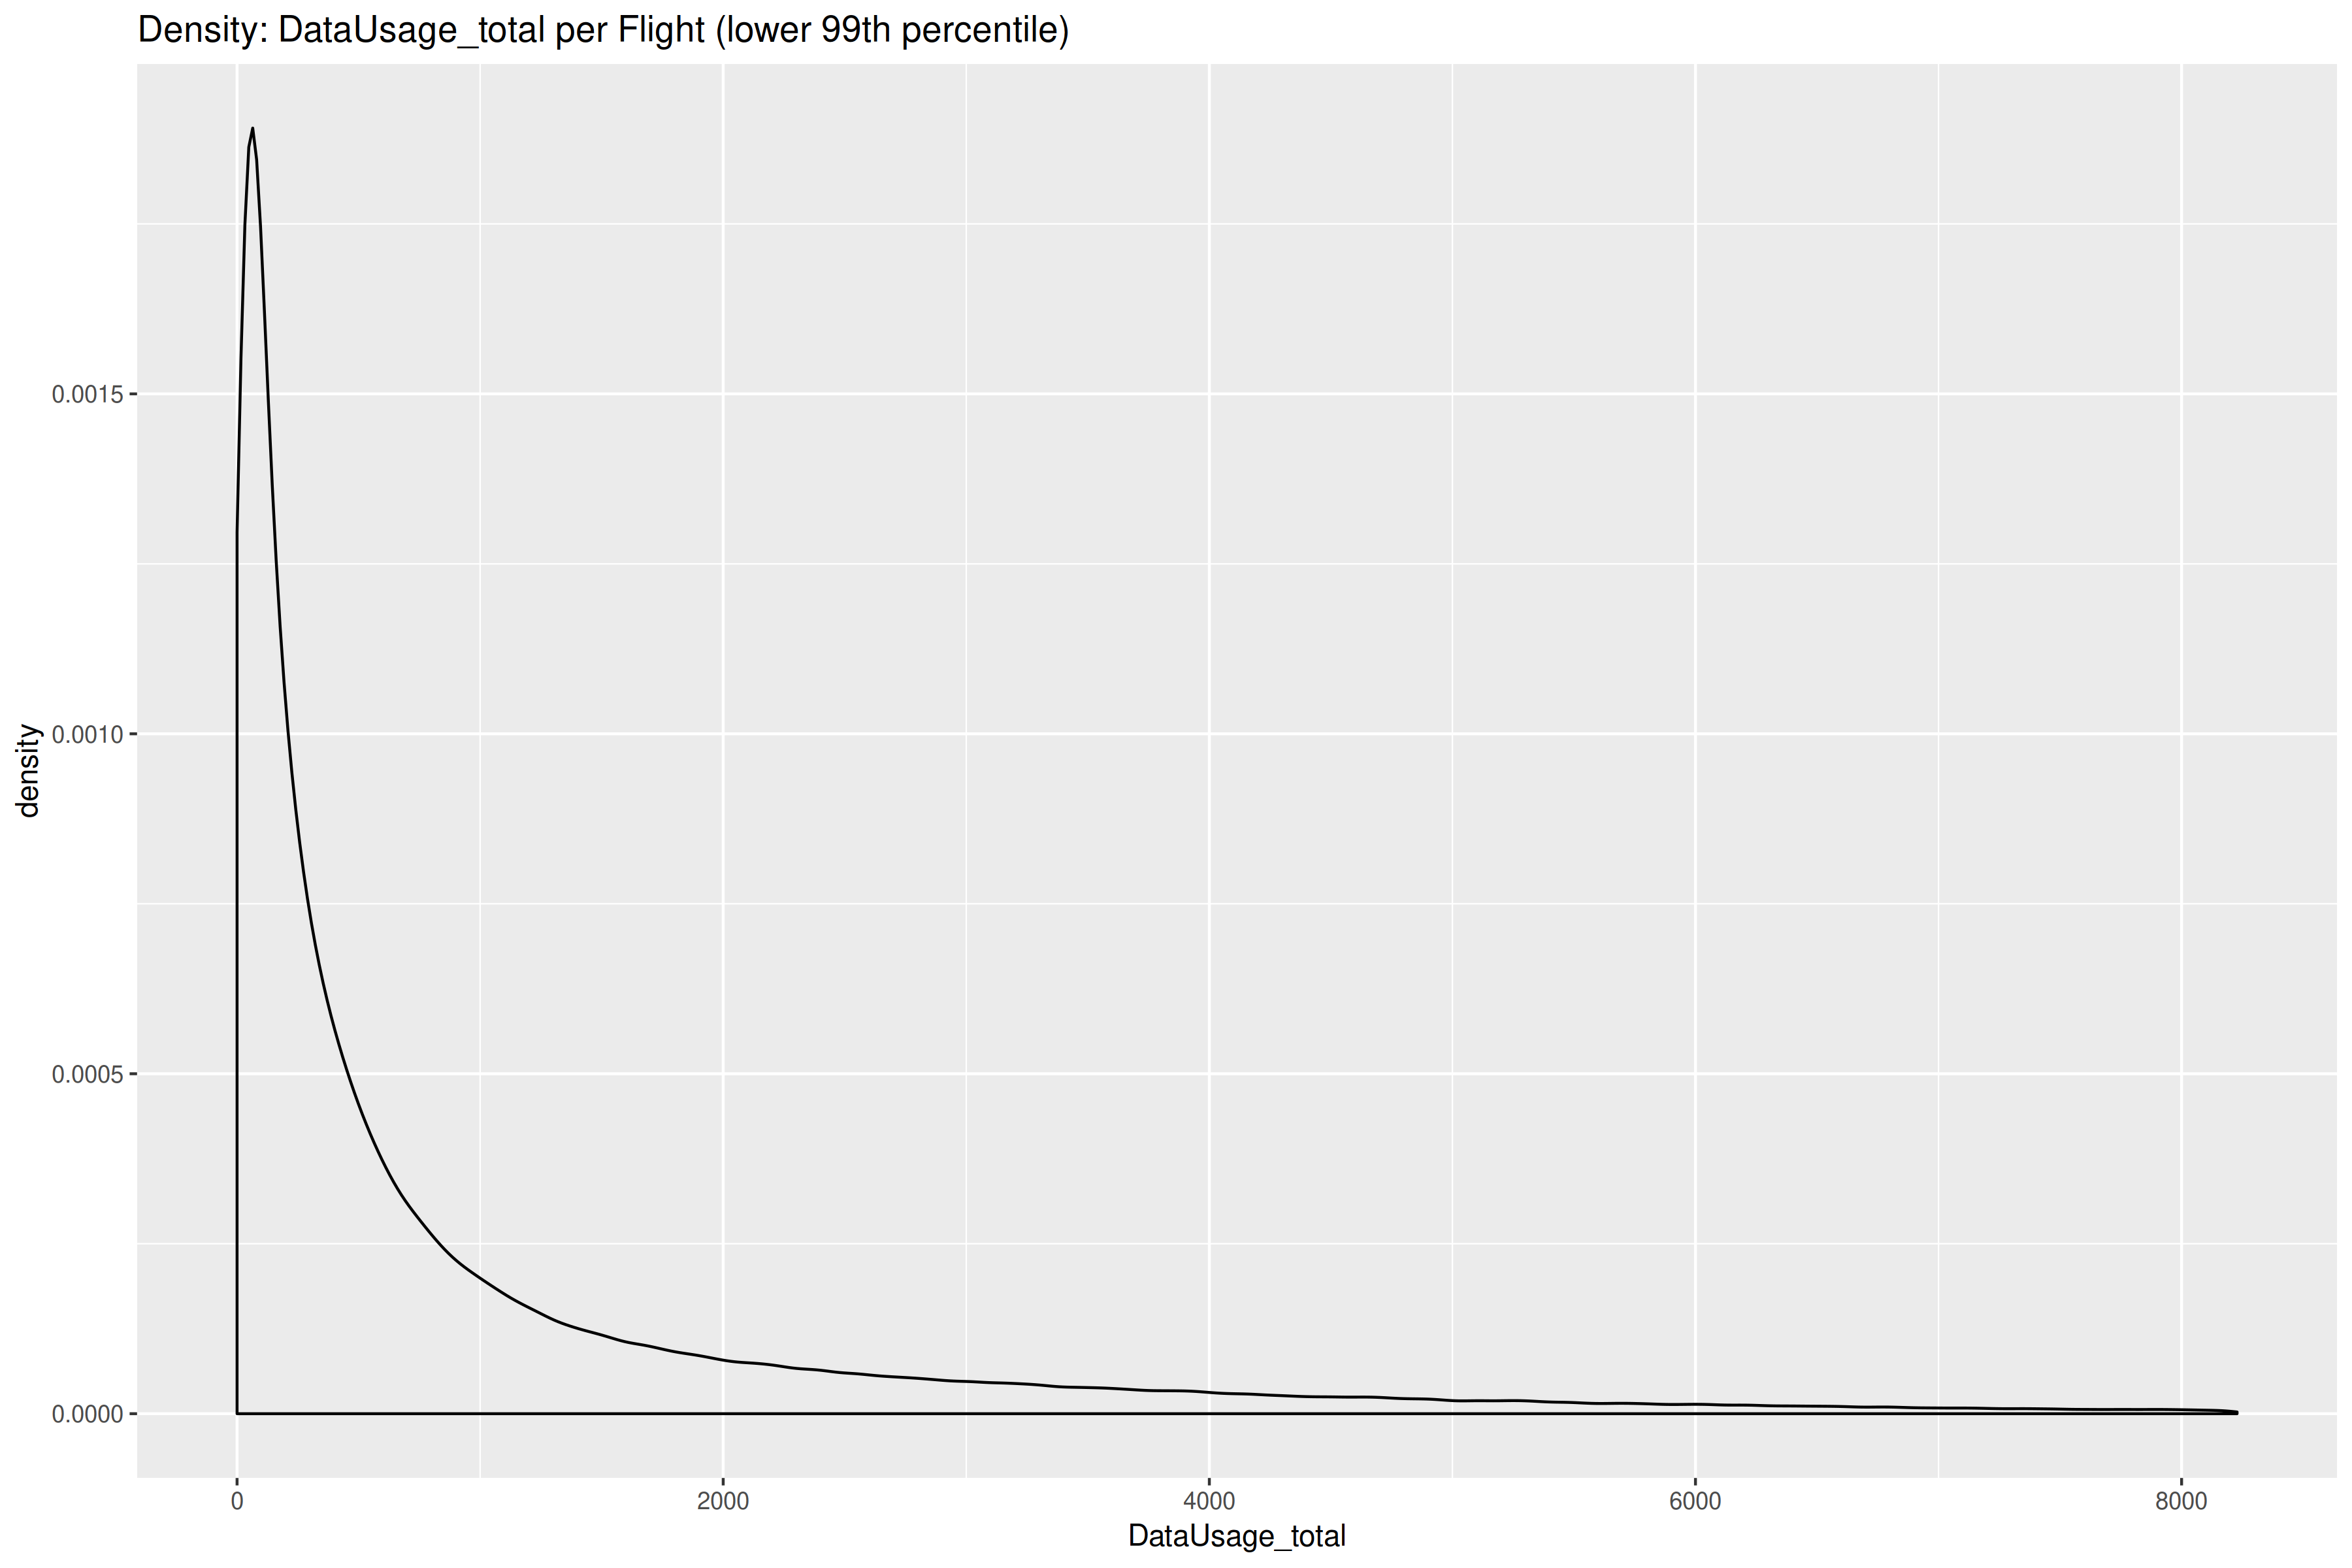 Density: DataUsage_total per Flight (lower 99th percentile)
density
0.0015
0.0010
0.0005
0.0000
0 2000 4000 6000 8000
DataUsage_total